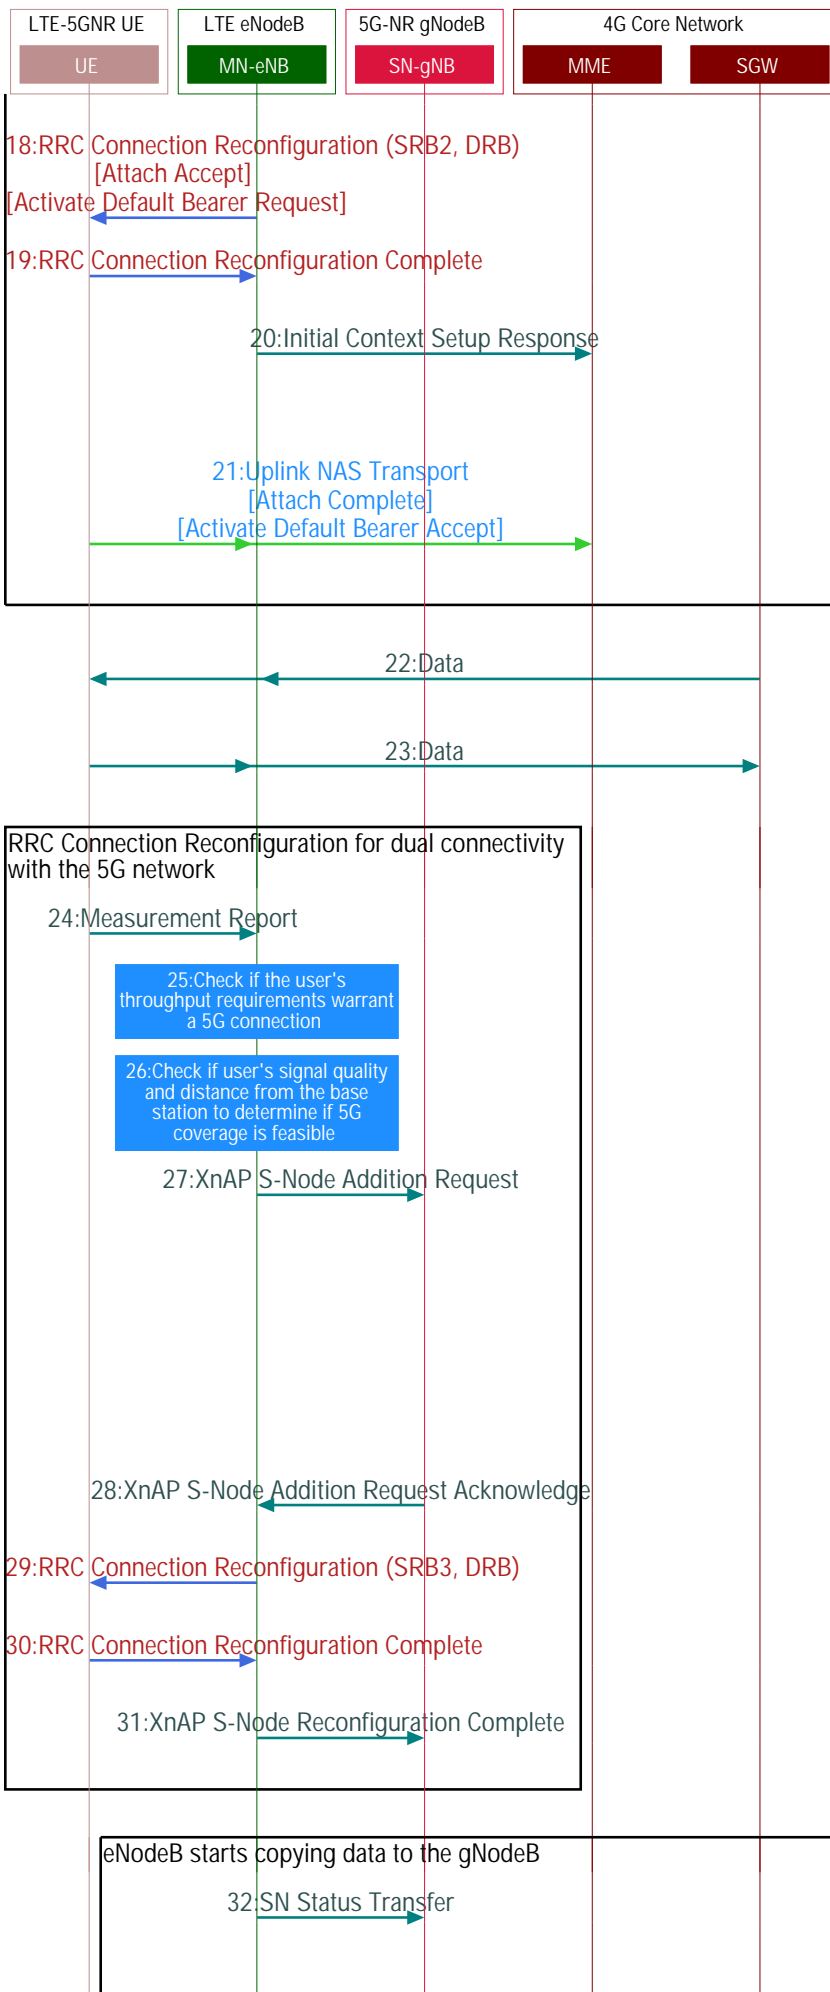 LTE-5GNR UE
LTE eNodeB
5G-NR gNodeB
4G Core Network
UE
MN-eNB
SN-gNB
MME
SGW
18:RRC Connection Reconfiguration (SRB2, DRB)
[Attach Accept]
[Activate Default Bearer Request]
19:RRC Connection Reconfiguration Complete
20:Initial Context Setup Response
21:Uplink NAS Transport
[Attach Complete]
[Activate Default Bearer Accept]
22:Data
23:Data
RRC Connection Reconfiguration for dual connectivity
with the 5G network
24:Measurement Report
25:Check if the user's
throughput requirements warrant
a 5G connection
26:Check if user's signal quality
and distance from the base
station to determine if 5G
coverage is feasible
27:XnAP S-Node Addition Request
28:XnAP S-Node Addition Request Acknowledge
29:RRC Connection Reconfiguration (SRB3, DRB)
30:RRC Connection Reconfiguration Complete
31:XnAP S-Node Reconfiguration Complete
eNodeB starts copying data to the gNodeB
32:SN Status Transfer